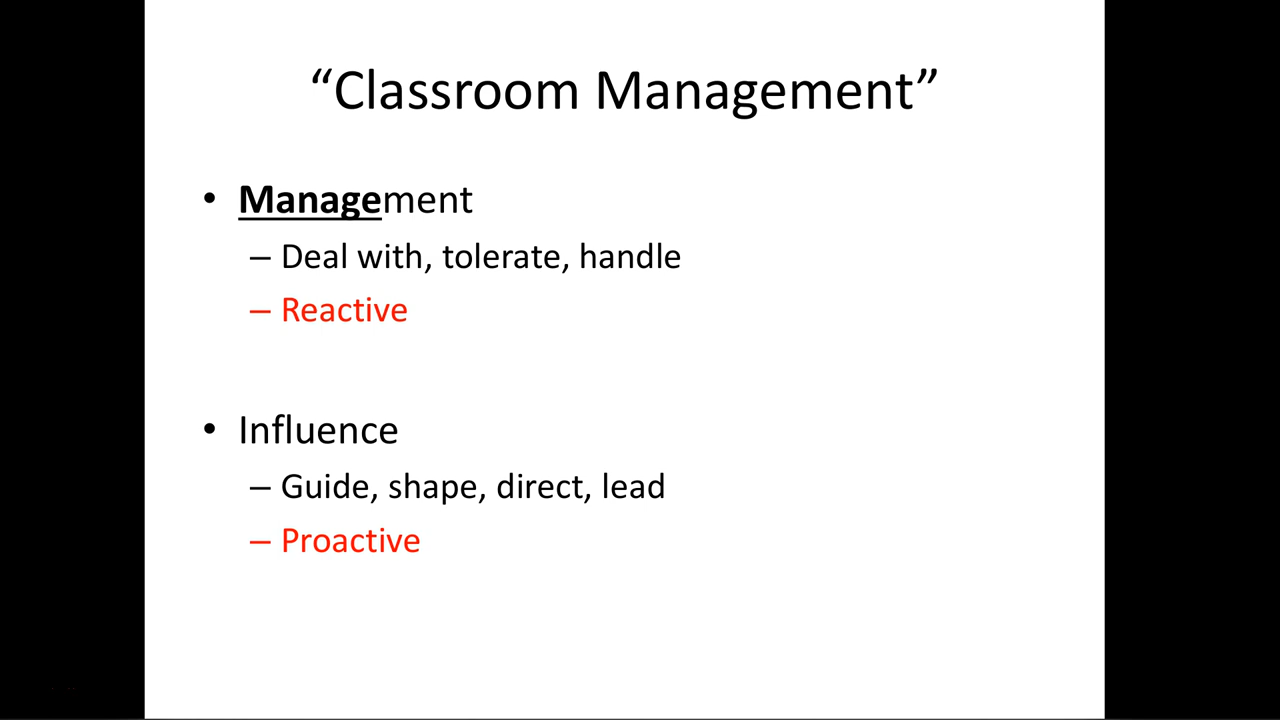 “Classroom Management”
• Management
– Deal with, tolerate, handle
– Reactive
• Influence
– Guide, shape, direct, lead
– Proactive